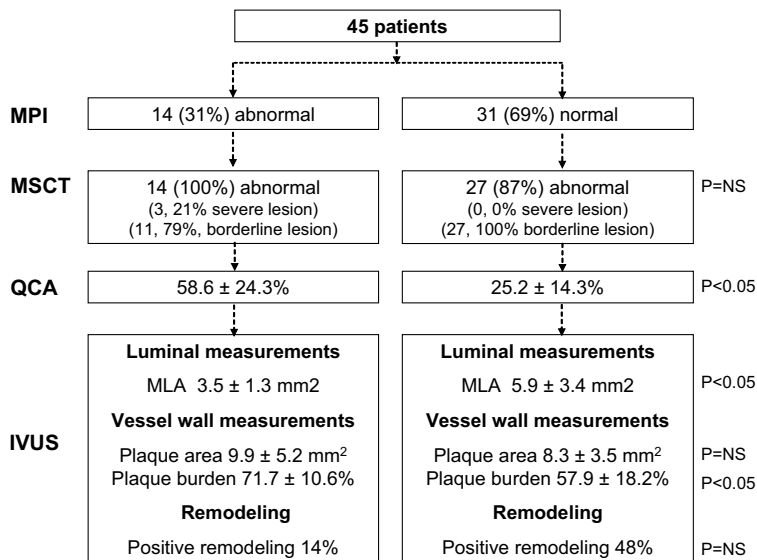 45 patients
MPI
14 (31%) abnormal
31 (69%) normal
MSCT
14 (100%) abnormal
(3, 21% severe lesion)
(11, 79%, borderline lesion)
27 (87%) abnormal
(0, 0% severe lesion)
(27, 100% borderline lesion)
P=NS
QCA
58.6 ± 24.3%
25.2 ± 14.3%
P<0.05
IVUS
Luminal measurements
MLA 3.5 ± 1.3 mm2
Vessel wall measurements
Plaque area 9.9 ± 5.2 mm²
Plaque burden 71.7 ± 10.6%
Remodeling
Positive remodeling 14%
Luminal measurements
MLA 5.9 ± 3.4 mm2
Vessel wall measurements
Plaque area 8.3 ± 3.5 mm²
Plaque burden 57.9 ± 18.2%
Remodeling
Positive remodeling 48%
P<0.05
P=NS
P<0.05
P=NS